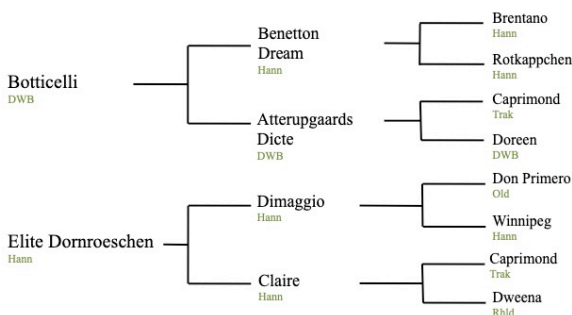 Botticelli
DWB
Benetton
Dream
Hann
Brentano
Hann
Rotkappchen
Hann
Atterupgaards
Dicte
DWB
Caprimond
Trak
Doreen
DWB
Elite Dornroeschen
Hann
Dimaggio
Hann
Don Primero
Old
Winnipeg
Hann
Claire
Hann
Caprimond
Trak
Dweena
Rhld